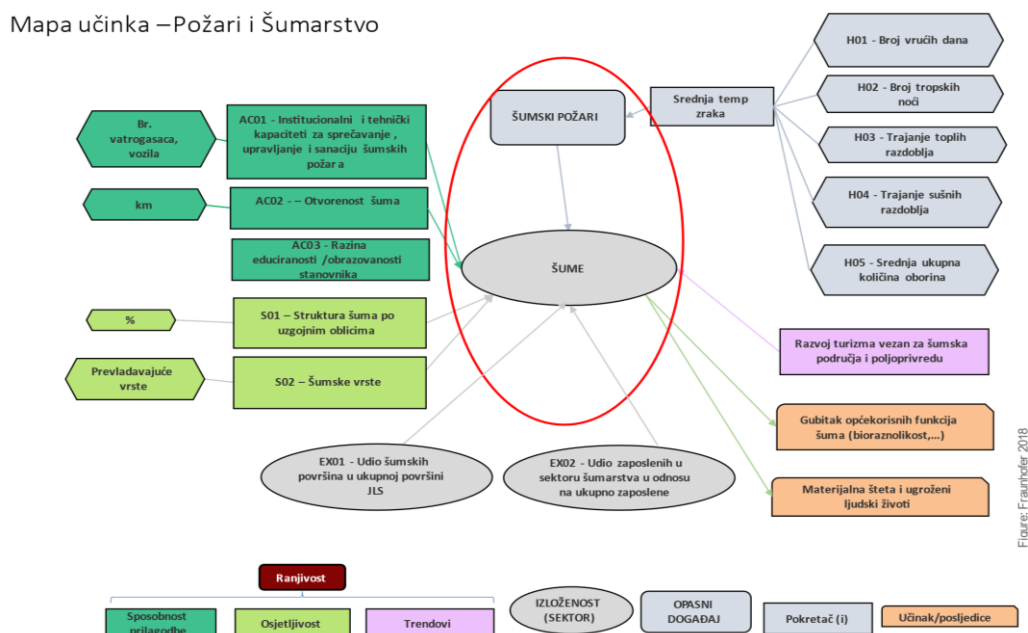 Mapa učinka –Požari i Šumarstvo
Br.
vatrogasaca,
vozila
AC01 - Institucionalni i tehnički
kapaciteti za sprečavanje ,
upravljanje i sanaciju šumskih
požara
km
AC02 - – Otvorenost šuma
AC03 - Razina
educiranosti /obrazovanosti
stanovnika
%
S01 – Struktura šuma po
uzgojnim oblicima
Prevladavajuće
vrste
S02 – Šumske vrste
ŠUMSKI POŽARI
Srednja temp
zraka
H01 - Broj vrućih dana
H02 - Broj tropskih
noći
H03 - Trajanje toplih
razdoblja
H04 - Trajanje sušnih
razdoblja
H05 - Srednja ukupna
količina oborina
ŠUME
Razvoj turizma vezan za šumska
područja i poljoprivredu
Gubitak općekorisnih funkcija
šuma (bioraznolikost,...)
Materijalna šteta i ugroženi
ljudski životi
EX01 - Udio šumskih
površina u ukupnoj površini
JLS
EX02 - Udio zaposlenih u
sektoru šumarstva u odnosu
na ukupno zaposlene
Figure: Fraunhofer 2018
Ranjivost
Sposobnost
prilagodbe
Osjetljivost
Trendovi
IZLOŽENOST
(SEKTOR)
OPASNI
DOGAĐAJ
Pokretač (i)
Učinak/posljedice